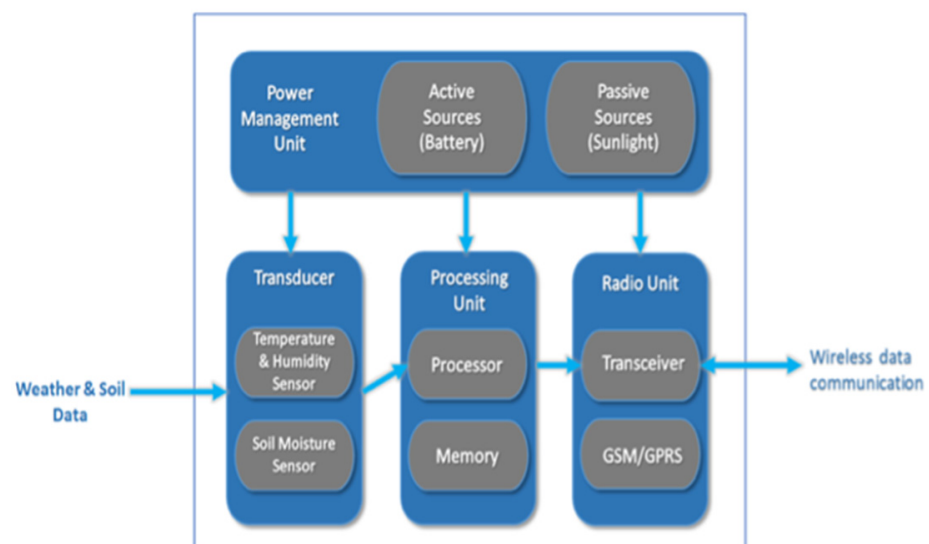 Power
Management
Unit
Active
Sources
(Battery)
Passive
Sources
(Sunlight)
Transducer
Temperature
& Humidity
Sensor
Soil Moisture
Sensor
Processing
Unit
Processor
Memory
Radio Unit
Transceiver
GSM/GPRS
Weather & Soil
Data
Wireless data
communication